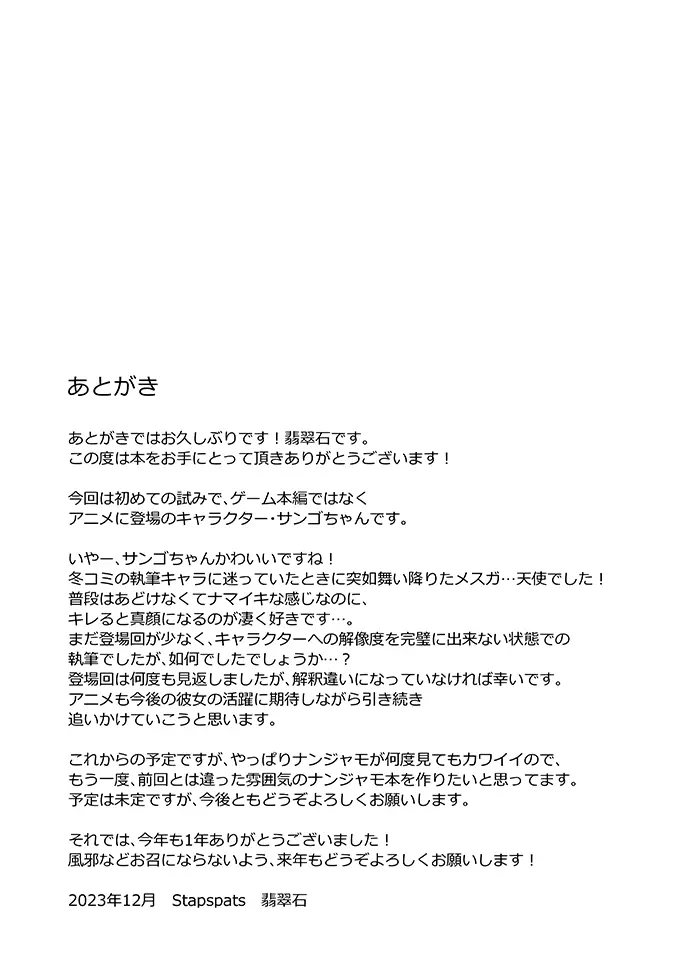 あとがき
あとがきではお久しぶりです！翡翠石です。
この度は本をお手にとって頂きありがとうございます！
今回は初めての試みで、ゲーム本編ではなく
アニメに登場のキャラクター・サンゴちゃんです。
いやー、サンゴちゃんかわいいですね！
冬コミの執筆キャラに迷っていたときに突如舞い降りたメスガ…天使でした！
普段はあどけなくてナマイキな感じなのに、
キレると真顔になるのが凄く好きです…。
まだ登場回が少なく、キャラクターへの解像度を完璧に出来ない状態での
執筆でしたが、如何でしたでしょうか…？
登場回は何度も見返しましたが、解釈違いになっていなければ幸いです。
アニメも今後の彼女の活躍に期待しながら引き続き
追いかけていこうと思います。
これからの予定ですが、やっぱりナンジャモが何度見てもカワイイので、
もう一度、前回とは違った雰囲気のナンジャモ本を作りたいと思ってます。
予定は未定ですが、今後ともどうぞよろしくお願いします。
それでは、今年も1年ありがとうございました！
風邪などお召にならないよう、来年もどうぞよろしくお願いします！
2023年12月　Stapspats　翡翠石